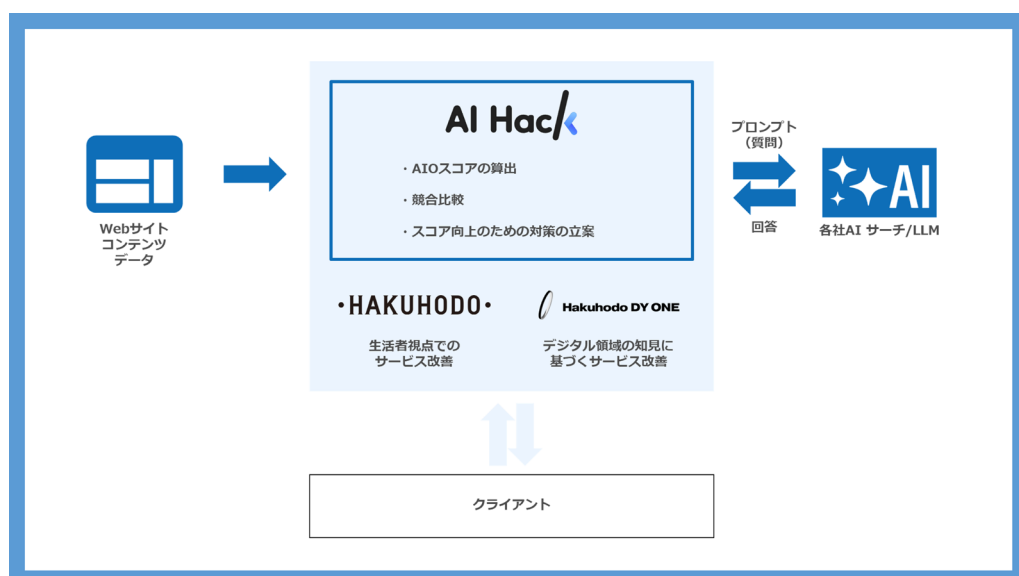 AI Hack
・AIOスコアの算出
・競合比較
・スコア向上のための対策の立案
Webサイト
コンテンツ
データ
プロンプト
（質問）
回答
AI
各社AI サーチ/LLM
・HAKUHODO・
生活者視点での
サービス改善
Hakuhodo DY ONE
デジタル領域の知見に
基づくサービス改善
クライアント